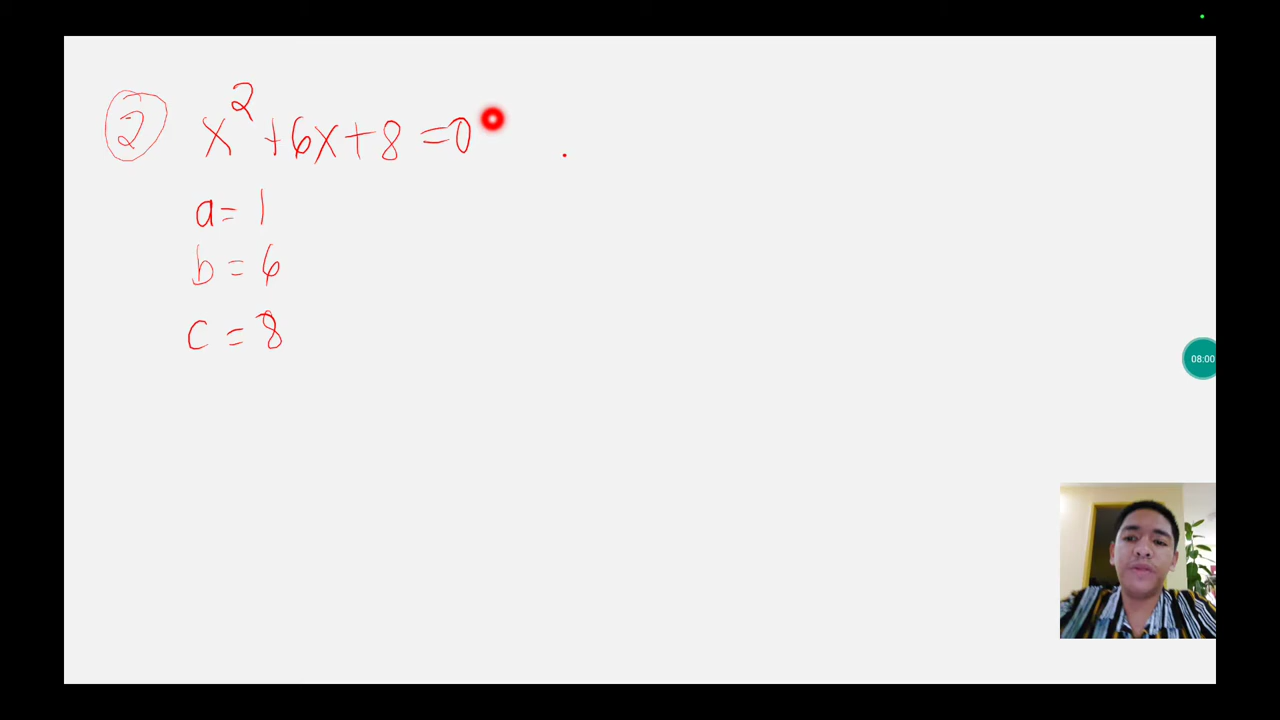 ② x² + 6x + 8 = 0
a = 1
b = 6
c = 8
08:00